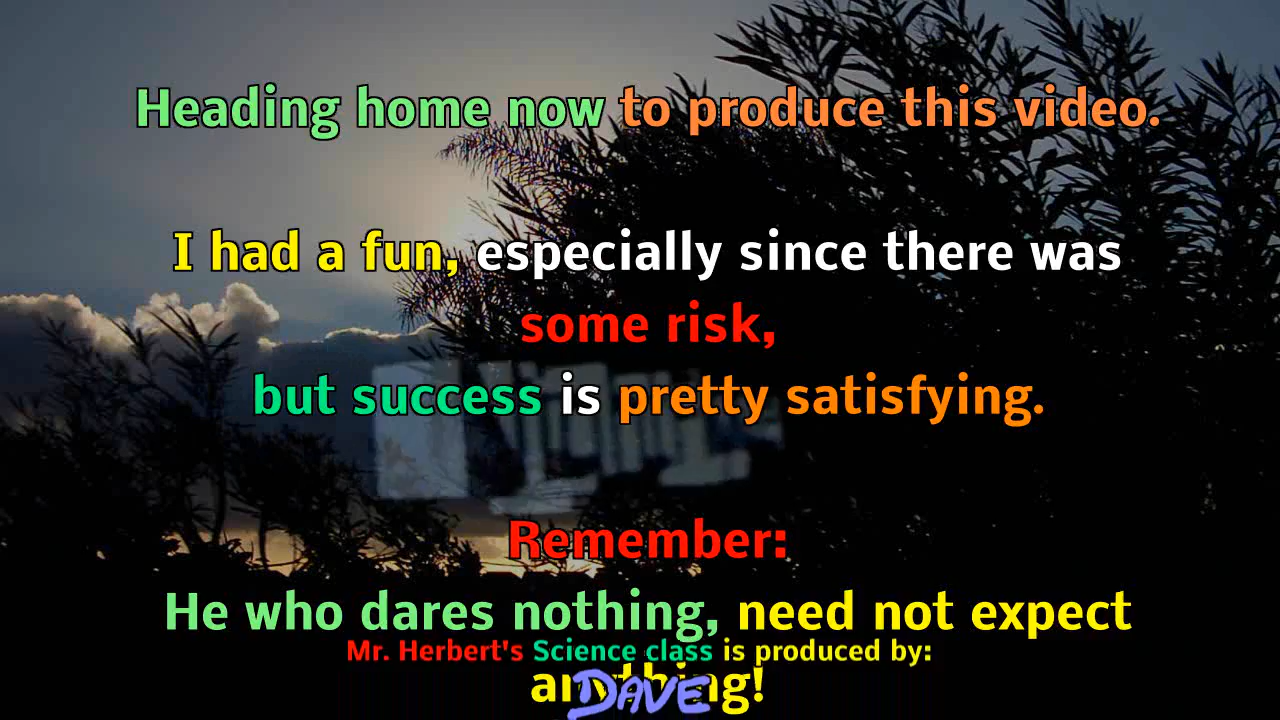 Heading home now to produce this video.
I had a fun, especially since there was
some risk,
but success is pretty satisfying.
Remember:
He who dares nothing, need not expect
Mr. Herbert's Science class is produced by:
anything!
DAVE